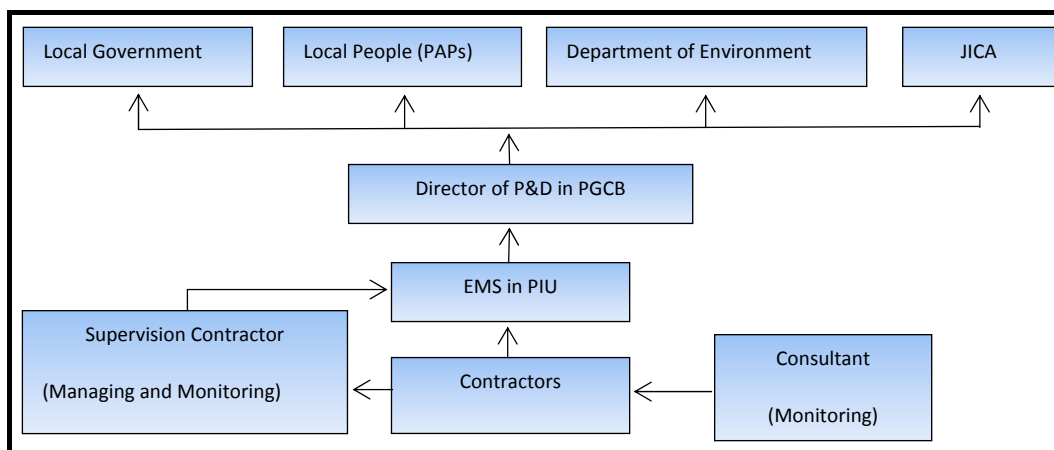 Local Government
Local People (PAPs)
Department of Environment
JICA
Director of P&D in PGCB
EMS in PIU
Supervision Contractor
(Managing and Monitoring)
Contractors
Consultant
(Monitoring)